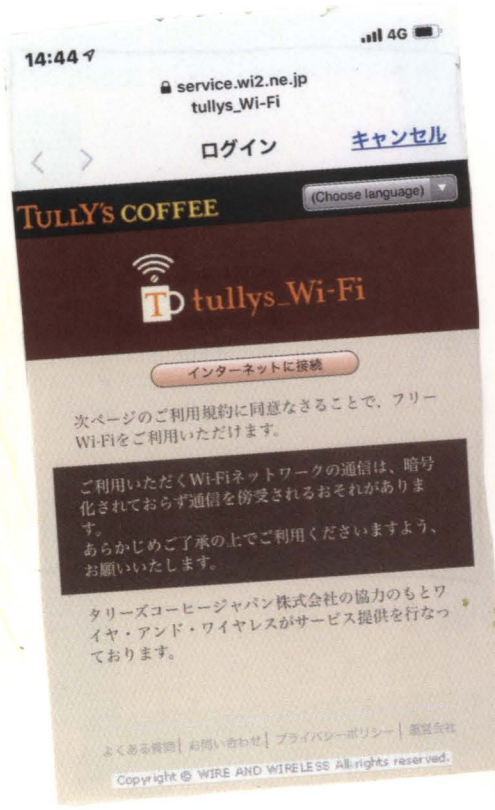 14:44
4G
service.wi2.ne.jp
tullys_Wi-Fi
ログイン
キャンセル
TULLY'S COFFEE
(Choose language)
T
tullys_Wi-Fi
インターネットに接続
次ページのご利用規約に同意なさることで、フリー
Wi-Fiをご利用いただけます。
ご利用いただくWi-Fiネットワークの通信は、暗号
化されておらず通信を傍受されるおそれがありま
す。
あらかじめご了承の上でご利用くださいますよう、
お願いいたします。
タリーズコーヒージャパン株式会社の協力のもとワ
イヤ・アンド・ワイヤレスがサービス提供を行なっ
ております。
よくある質問| お問い合わせ| プライバシーポリシー| 運営会社
Copyright © WIRE AND WIRELESS All rights reserved.